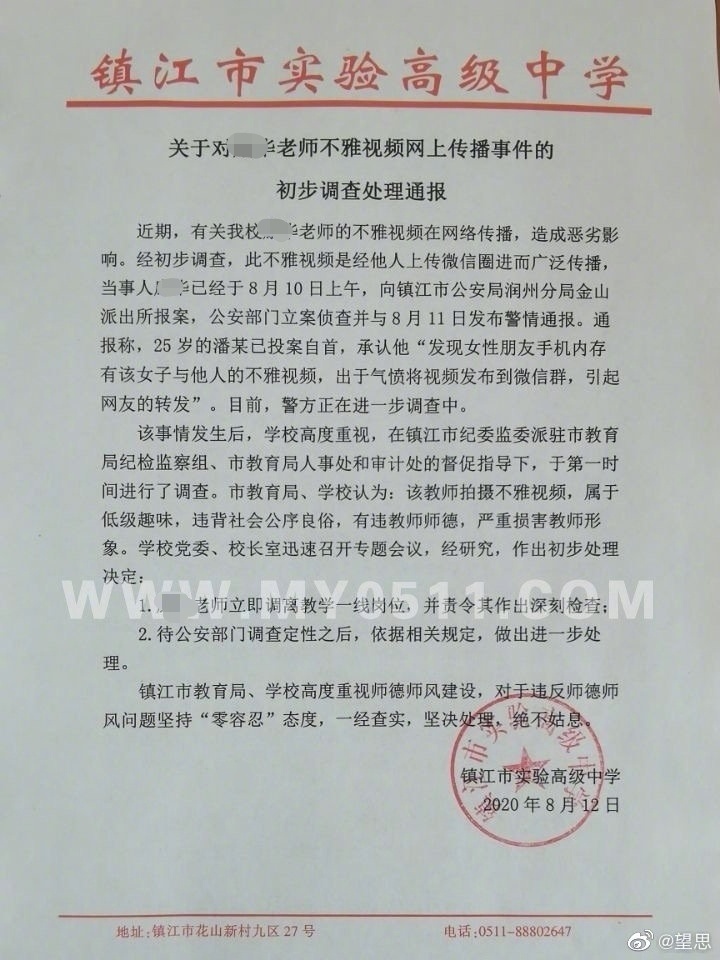 镇江市实验高级中学
关于对华老师不雅视频网上传播事件的
初步调查处理通报
近期，有关我校华老师的不雅视频在网络传播，造成恶劣影
响。经初步调查，此不雅视频是经他人上传微信圈进而广泛传播，
当事人华已经于8月10日上午，向镇江市公安局润州分局金山
派出所报案，公安部门立案侦查并与8月11日发布警情通报。通
报称，25岁的潘某已投案自首，承认他“发现女性朋友手机内存
有该女子与他人的不雅视频，出于气愤将视频发布到微信群，引起
网友的转发”。目前，警方正在进一步调查中。
该事情发生后，学校高度重视，在镇江市纪委监委派驻市教育
局纪检监察组、市教育局人事处和审计处的督促指导下，于第一时
间进行了调查。市教育局、学校认为：该教师拍摄不雅视频，属于
低级趣味，违背社会公序良俗，有违教师师德，严重损害教师形
象。学校党委、校长室迅速召开专题会议，经研究，作出初步处理
决定：
WWW.MY0511.COM
1.老师立即调离教学一线岗位，并责令其作出深刻检查；
2.待公安部门调查定性之后，依据相关规定，做出进一步处
理。
镇江市教育局、学校高度重视师德师风建设，对于违反师德师
风问题坚持“零容忍”态度，一经查实，坚决处理，绝不姑息。
镇江市实验高级中学
镇江市实验高级中学
2020年8月12日
地址:镇江市花山新村九区27号 电话:0511-88802647
@望思